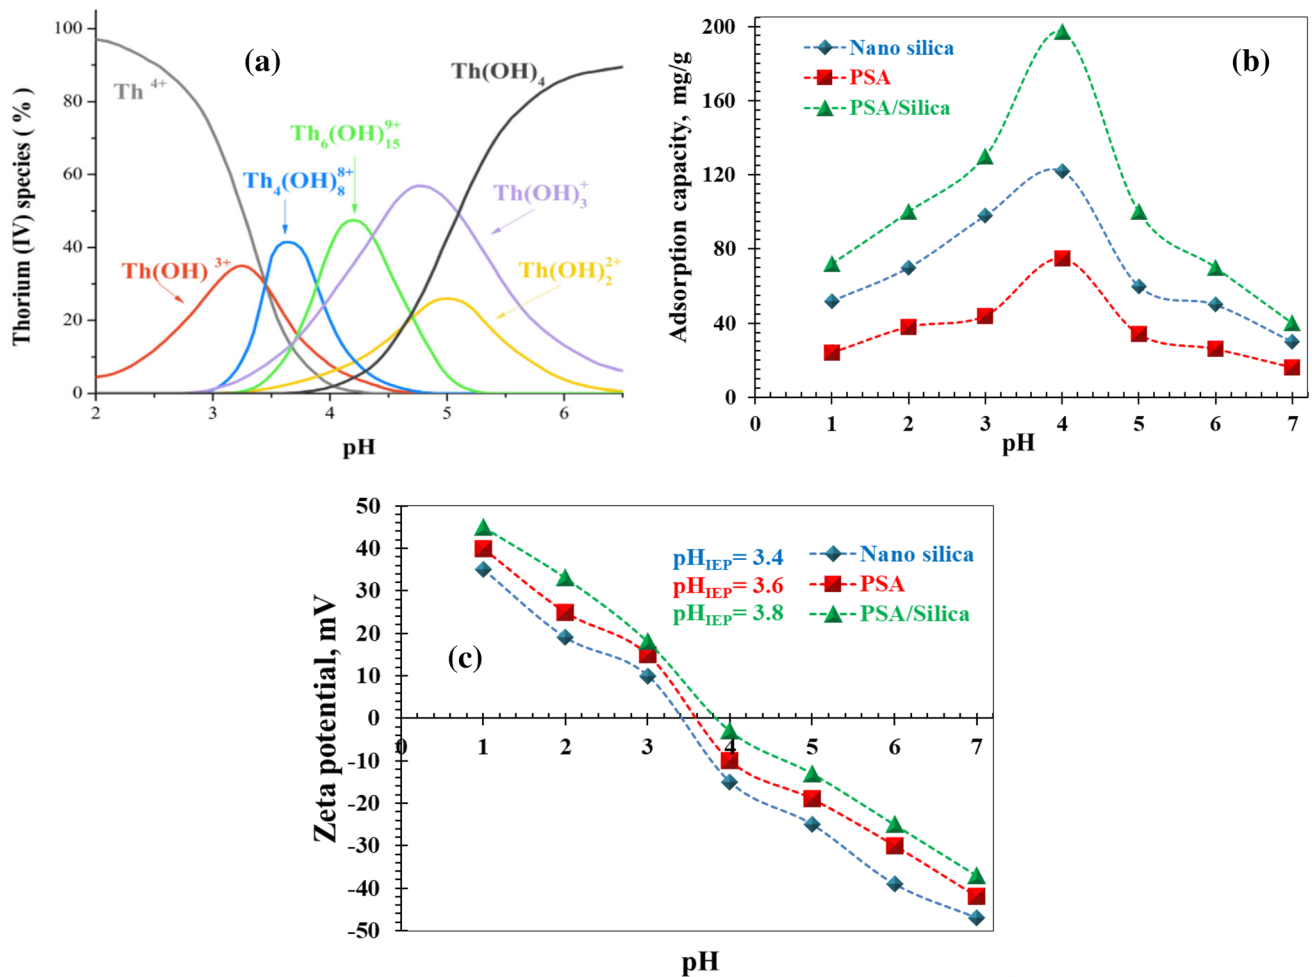 (a)
Thorium (IV) species ( % )
100
80
60
40
20
0
Th 4+
Th(OH) 3+
Th4(OH)8 8+
Th6(OH)15 9+
Th(OH)4
Th(OH)3 +
Th(OH)2 2+
2 3 4 5 6
pH
(b)
Adsorption capacity, mg/g
200
160
120
80
40
0
Nano silica
PSA
PSA/Silica
0 1 2 3 4 5 6 7
pH
(c)
Zeta potential, mV
50
40
30
20
10
0
-10
-20
-30
-40
-50
pHIEP= 3.4 Nano silica
pHIEP= 3.6 PSA
pHIEP= 3.8 PSA/Silica
0 1 2 3 4 5 6 7
pH